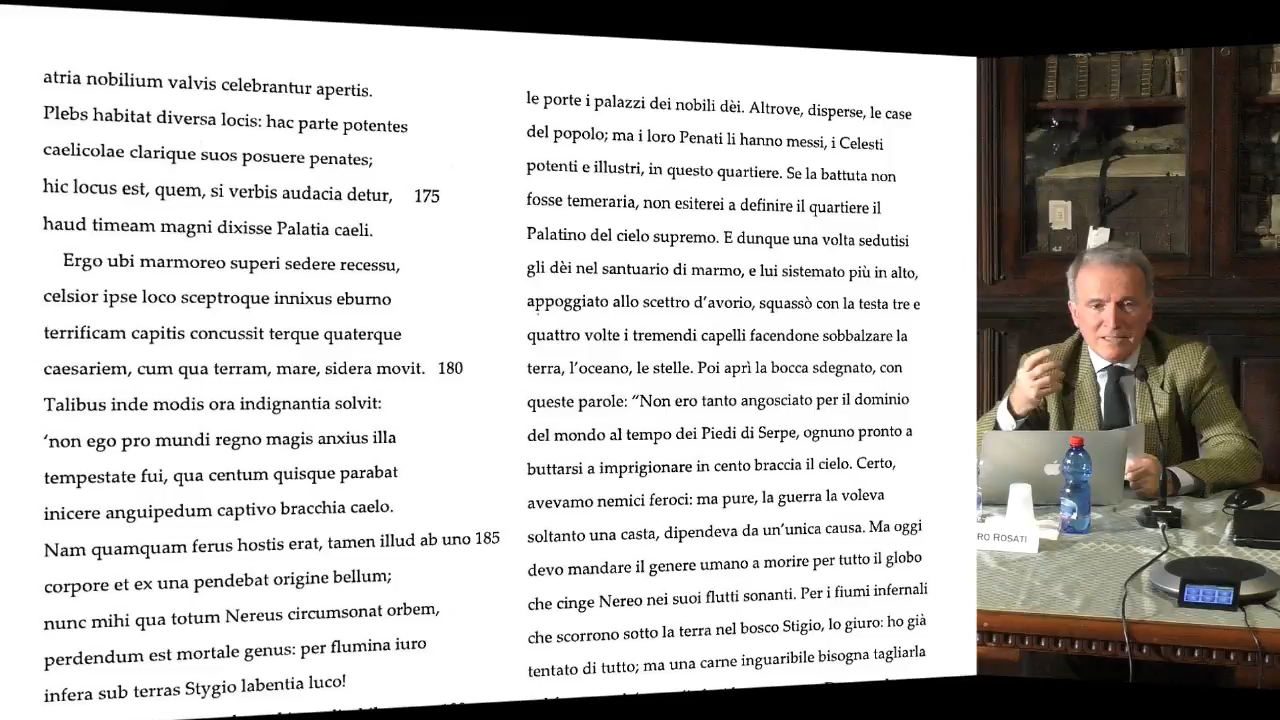 atria nobilium valvis celebrantur apertis.
Plebs habitat diversa locis: hac parte potentes
caelicolae clarique suos posuere penates;
hic locus est, quem, si verbis audacia detur, 175
haud timeam magni dixisse Palatia caeli.
Ergo ubi marmoreo superi sedere recessu,
celsior ipse loco sceptroque innixus eburno
terrificam capitis concussit terque quaterque
caesariem, cum qua terram, mare, sidera movit. 180
Talibus inde modis ora indignantia solvit:
‘non ego pro mundi regno magis anxius illa
tempestate fui, qua centum quisque parabat
inicere anguipedum captivo bracchia caelo.
Nam quamquam ferus hostis erat, tamen illud ab uno 185
corpore et ex una pendebat origine bellum;
nunc mihi qua totum Nereus circumsonat orbem,
perdendum est mortale genus: per flumina iuro
infera sub terras Stygio labentia luco!
le porte i palazzi dei nobili dèi. Altrove, disperse, le case
del popolo; ma i loro Penati li hanno messi, i Celesti
potenti e illustri, in questo quartiere. Se la battuta non
fosse temeraria, non esiterei a definire il quartiere il
Palatino del cielo supremo. E dunque una volta sedutisi
gli dèi nel santuario di marmo, e lui sistemato più in alto,
appoggiato allo scettro d’avorio, squassò con la testa tre e
quattro volte i tremendi capelli facendone sobbalzare la
terra, l’oceano, le stelle. Poi aprì la bocca sdegnato, con
queste parole: “Non ero tanto angosciato per il dominio
del mondo al tempo dei Piedi di Serpe, ognuno pronto a
buttarsi a imprigionare in cento braccia il cielo. Certo,
avevamo nemici feroci: ma pure, la guerra la voleva
soltanto una casta, dipendeva da un’unica causa. Ma oggi
devo mandare il genere umano a morire per tutto il globo
che cinge Nereo nei suoi flutti sonanti. Per i fiumi infernali
che scorrono sotto la terra nel bosco Stigio, lo giuro: ho già
tentato di tutto; ma una carne inguaribile bisogna tagliarla
RO ROSATI